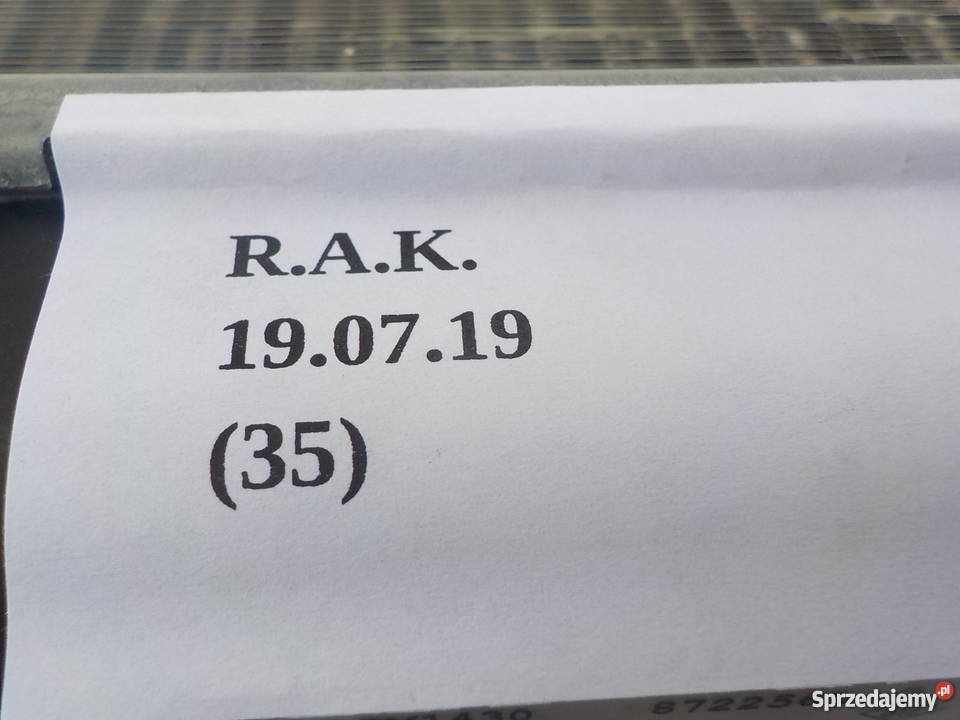 R.A.K.
19.07.19
(35)
Sprzedajemy.pl